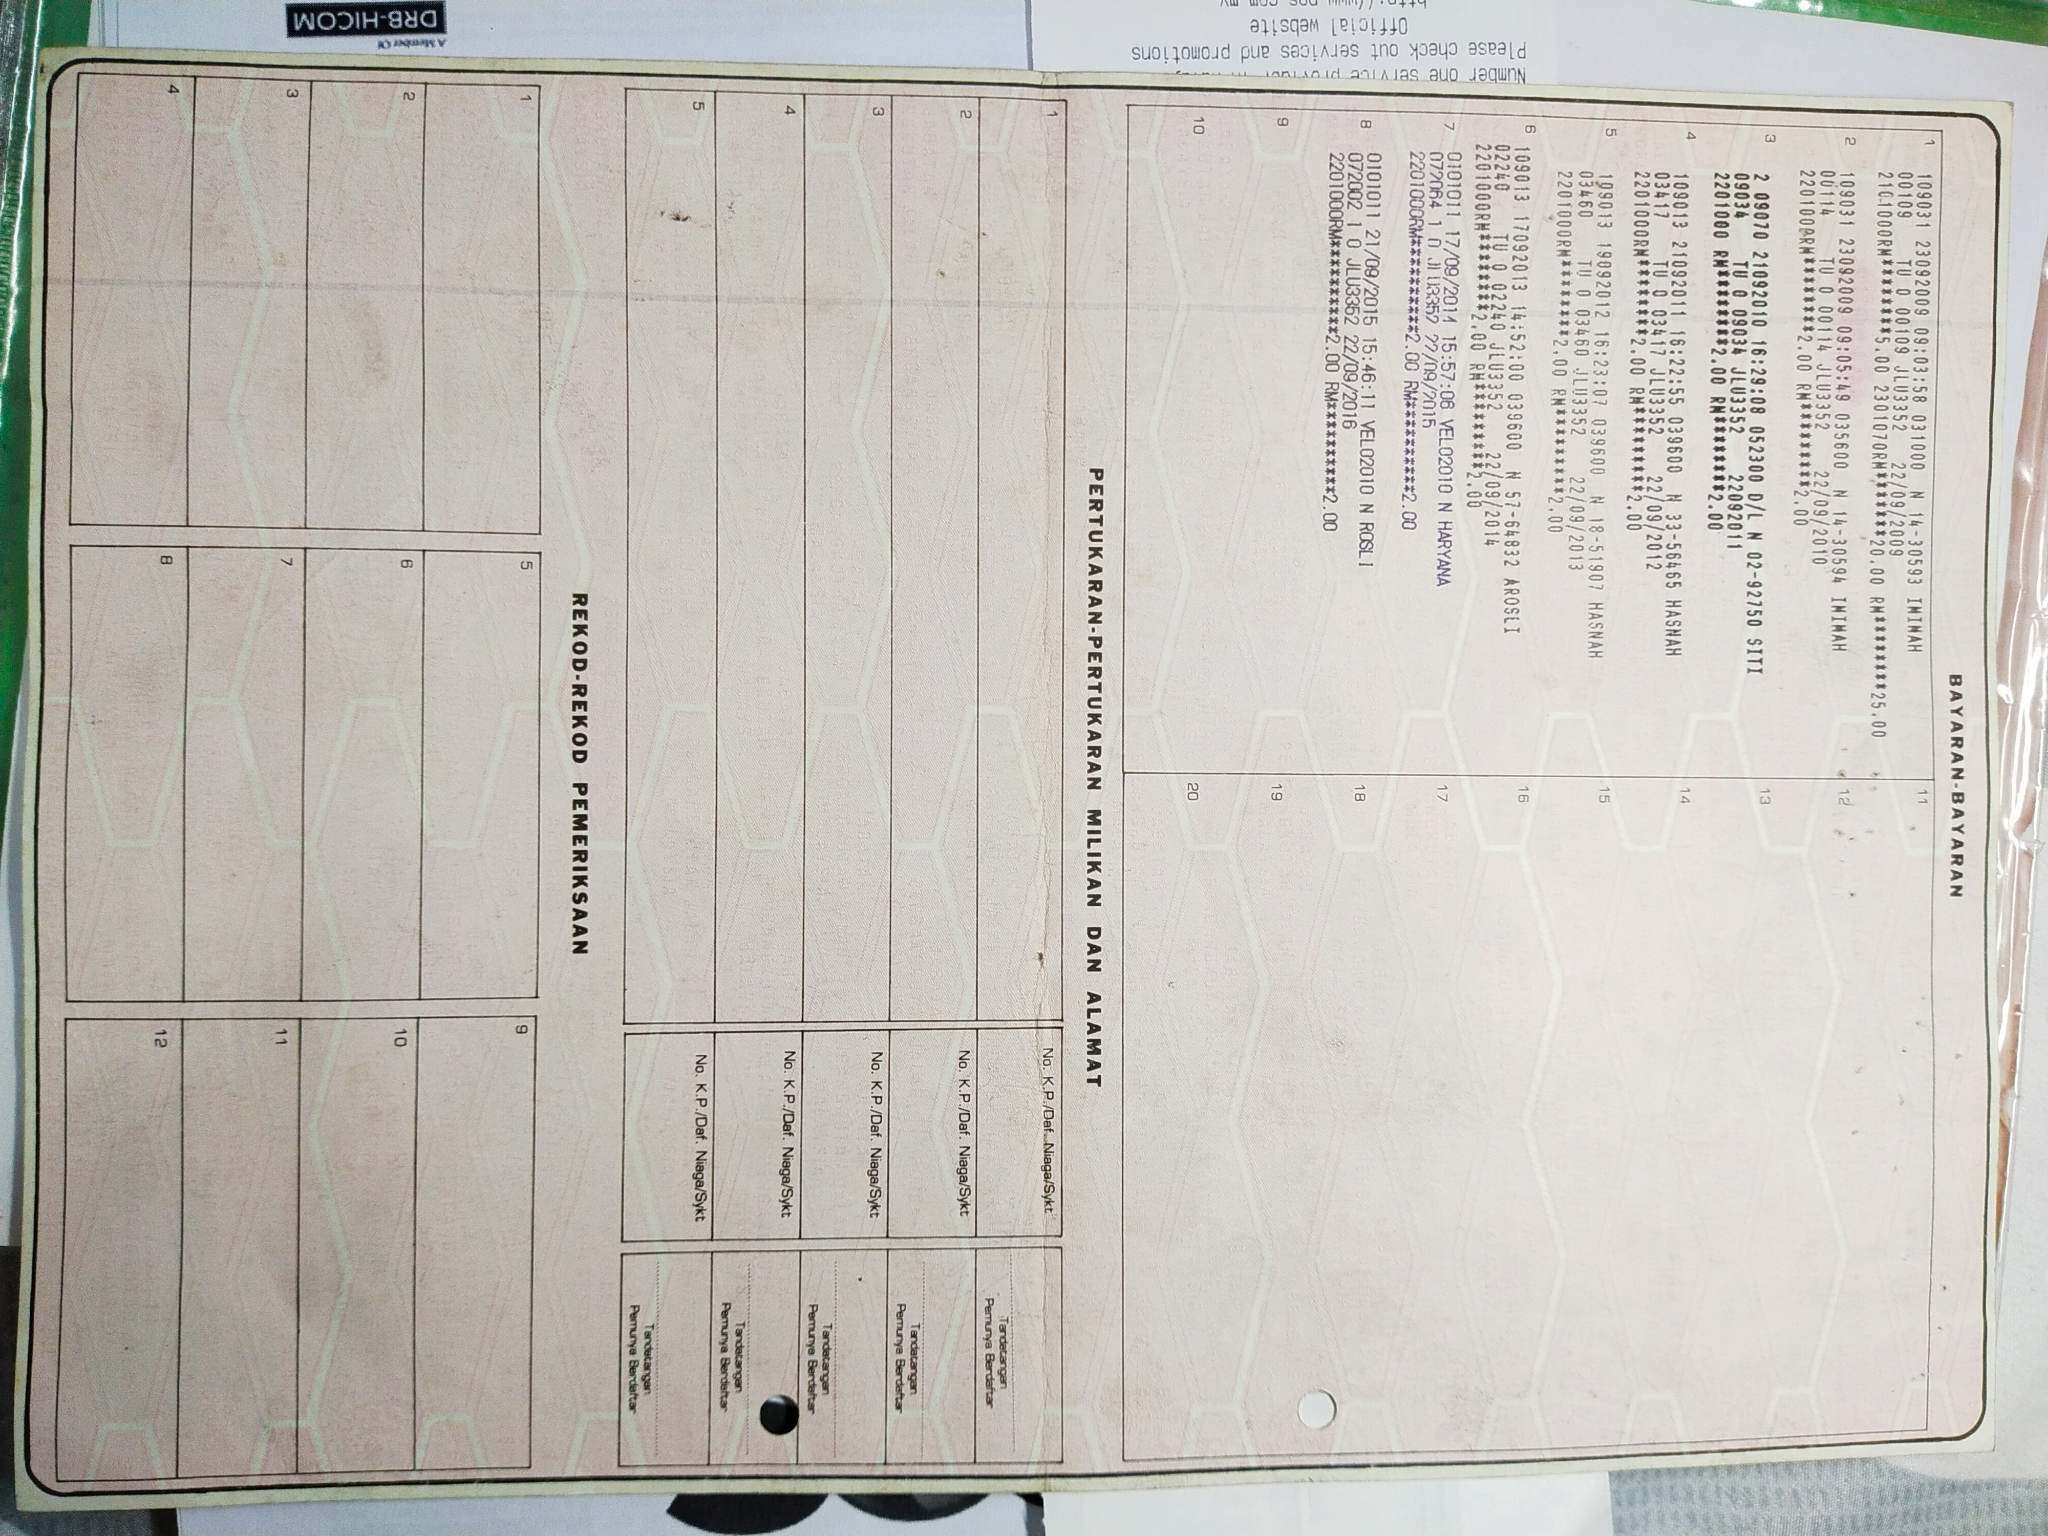 BAYARAN-BAYARAN
1
109031 23092009 09:03:58 031000 N 14-30593 IMIMAH
00109 TU 0 00109 JLU3352 22/09/2009
210.1000RM*********5.00 2301070RM********20.00 RM*********25.00
2
109031 23092009 09:05:49 035600 N 14-30594 IMIMAH
00114 TU 0 00114 JLU3352 22/09/2010
2201000RM*********2.00 RM**********2.00
3
2 09070 21092010 16:29:08 052300 D/L N 02-92750 SITI
09034 TU 0 09034 JLU3352 22092011
2201000 RM*********2.00 RM*********2.00
4
109013 21092011 16:22:55 039600 N 33-56465 HASNAH
03417 TU 0 03417 JLU3352 22/09/2012
2201000RM*********2.00 RM**********2.00
5
109013 19092012 16:23:07 039600 N 18-51907 HASNAH
03460 TU 0 03460 JLU3352 22/09/2013
2201000RM*********2.00 RM**********2.00
6
109013 17092013 14:52:00 039600 N 57-64832 AROSLI
02240 TU 0 02240 JLU3352 22/09/2014
2201000RM*********2.00 RM**********2.00
7
0101011 17/09/2014 15:57:06 VEL02010 N HARYANA
072064 1 0 JLU3352 22/09/2015
2201000RM***********2.00 RM***********2.00
8
0101011 21/09/2015 15:46:11 VEL02010 N ROSLI
072002 1 0 JLU3352 22/09/2016
2201000RM***********2.00 RM***********2.00
9
10
11
12
13
14
15
16
17
18
19
20
PERTUKARAN-PERTUKARAN MILIKAN DAN ALAMAT
1 No. K.P./Daf. Niaga/Sykt
Tandatangan
Pemunya Berdaftar
2 No. K.P./Daf. Niaga/Sykt
Tandatangan
Pemunya Berdaftar
3 No. K.P./Daf. Niaga/Sykt
Tandatangan
Pemunya Berdaftar
4 No. K.P./Daf. Niaga/Sykt
Tandatangan
Pemunya Berdaftar
5 No. K.P./Daf. Niaga/Sykt
Tandatangan
Pemunya Berdaftar
REKOD-REKOD PEMERIKSAAN
1 5 9
2 6 10
3 7 11
4 8 12
A Member Of
DRB-HICOM
Number one service provider
Please check out services and promotions
Official website